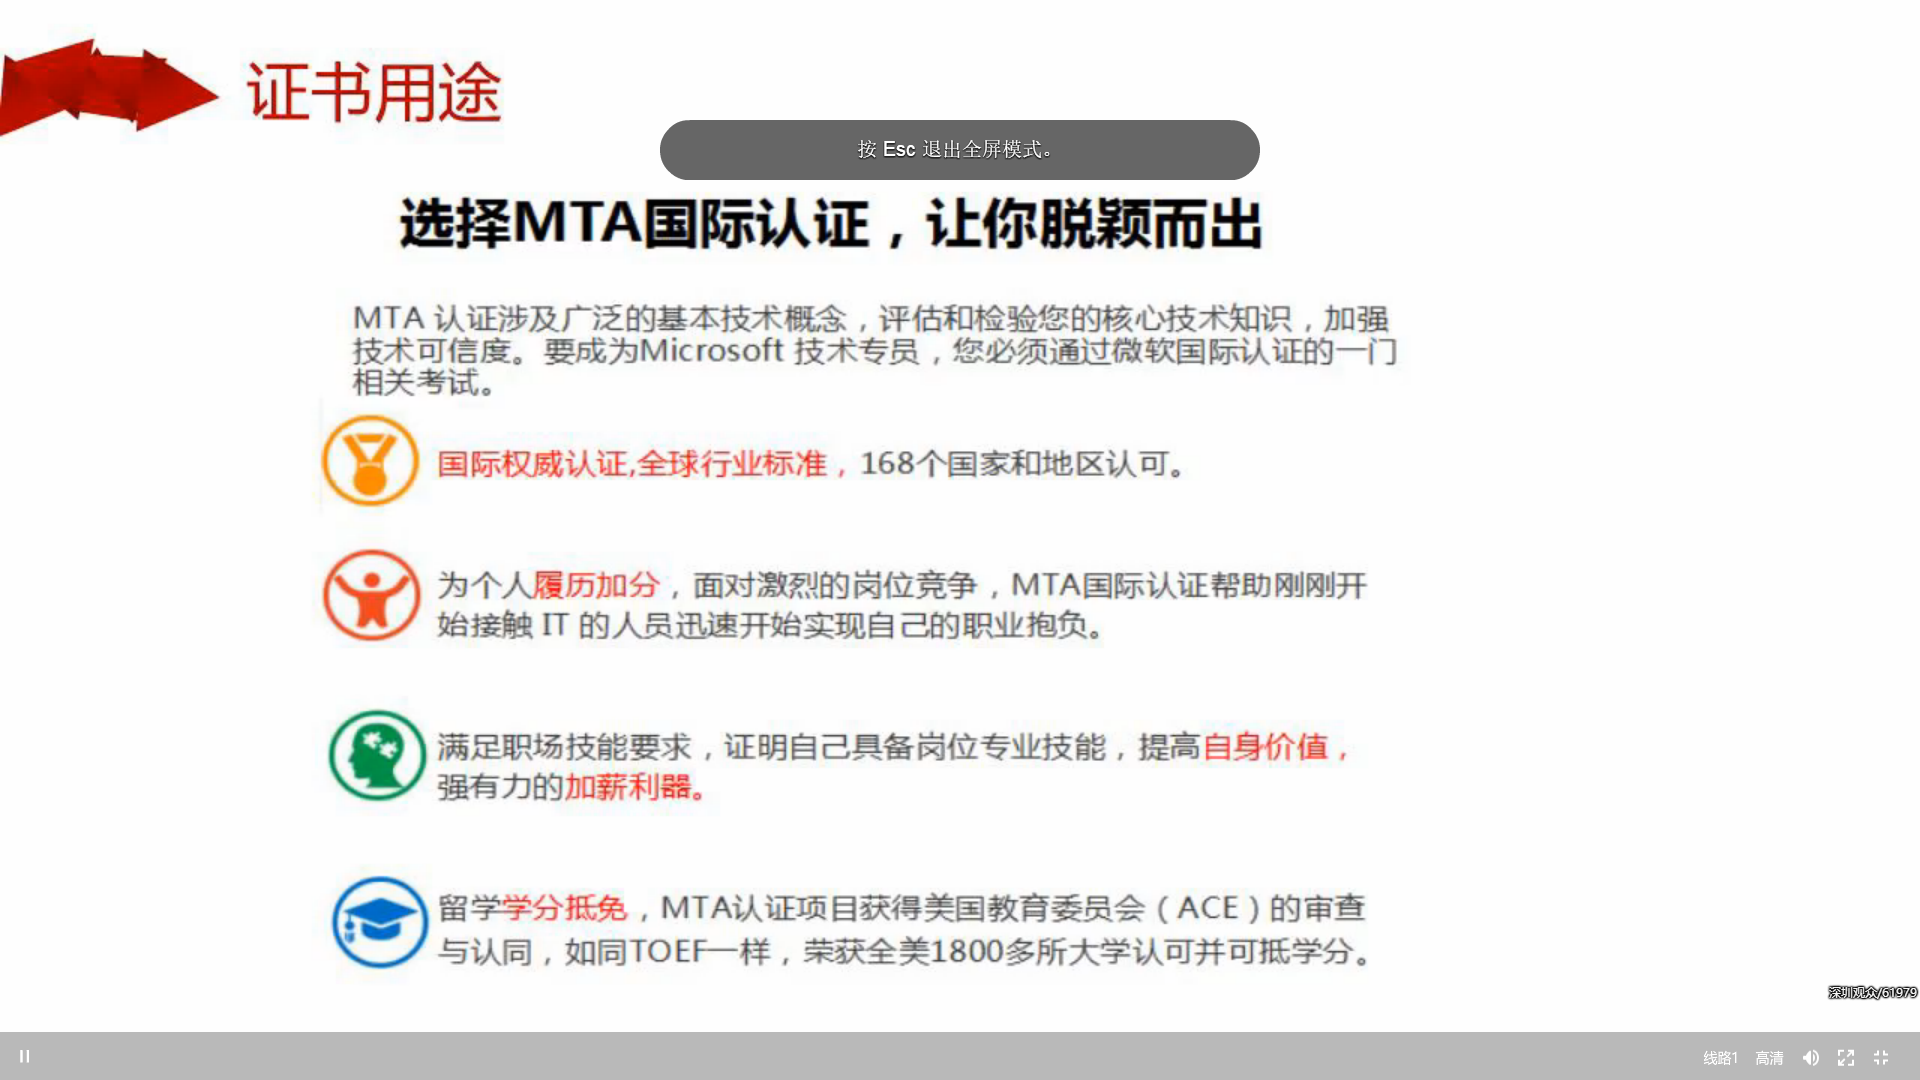 证书用途
按 Esc 退出全屏模式。
选择MTA国际认证，让你脱颖而出
MTA 认证涉及广泛的基本技术概念，评估和检验您的核心技术知识，加强
技术可信度。要成为Microsoft 技术专员，您必须通过微软国际认证的一门
相关考试。
国际权威认证,全球行业标准，168个国家和地区认可。
为个人履历加分，面对激烈的岗位竞争，MTA国际认证帮助刚刚开
始接触 IT 的人员迅速开始实现自己的职业抱负。
满足职场技能要求，证明自己具备岗位专业技能，提高自身价值，
强有力的加薪利器。
留学学分抵免，MTA认证项目获得美国教育委员会（ACE）的审查
与认同，如同TOEF一样，荣获全美1800多所大学认可并可抵学分。
深圳观众/61979
线路1 高清